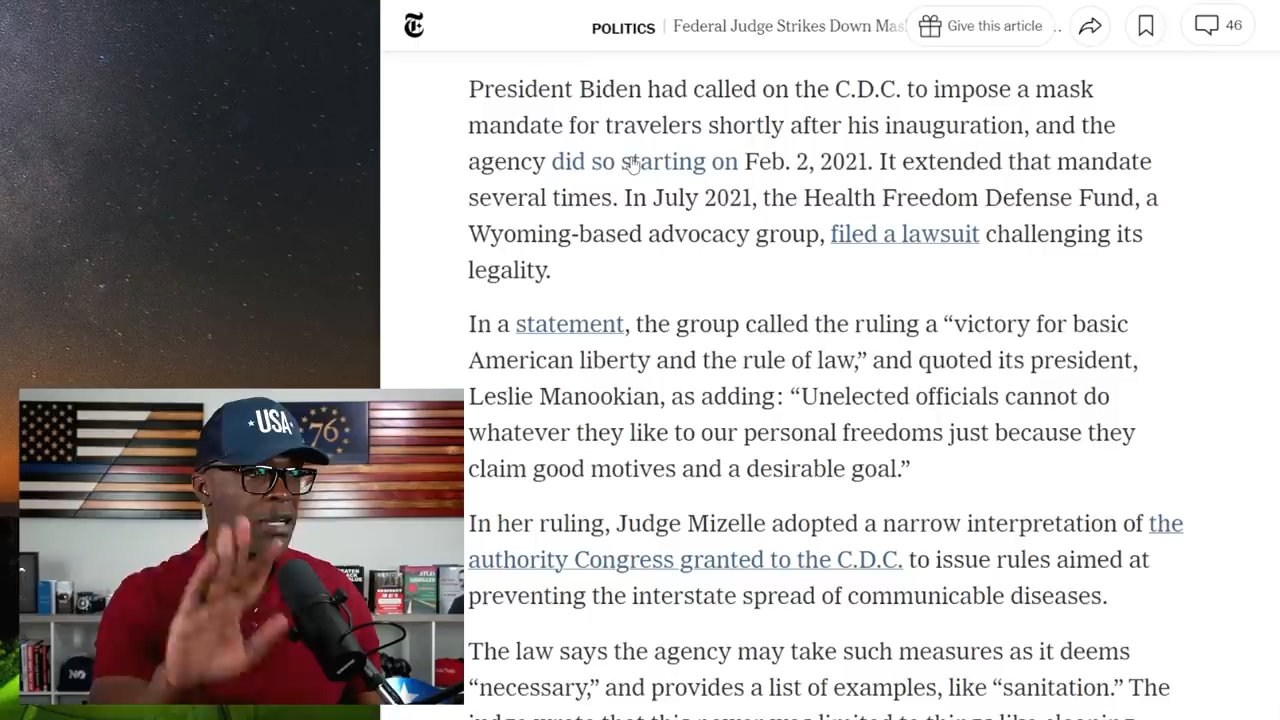 POLITICS | Federal Judge Strikes Down Mas
Give this article
..
46
President Biden had called on the C.D.C. to impose a mask
mandate for travelers shortly after his inauguration, and the
agency did so starting on Feb. 2, 2021. It extended that mandate
several times. In July 2021, the Health Freedom Defense Fund, a
Wyoming-based advocacy group, filed a lawsuit challenging its
legality.
In a statement, the group called the ruling a “victory for basic
American liberty and the rule of law,” and quoted its president,
Leslie Manookian, as adding: “Unelected officials cannot do
whatever they like to our personal freedoms just because they
claim good motives and a desirable goal.”
In her ruling, Judge Mizelle adopted a narrow interpretation of the
authority Congress granted to the C.D.C. to issue rules aimed at
preventing the interstate spread of communicable diseases.
The law says the agency may take such measures as it deems
“necessary,” and provides a list of examples, like “sanitation.” The
USA
76
NO